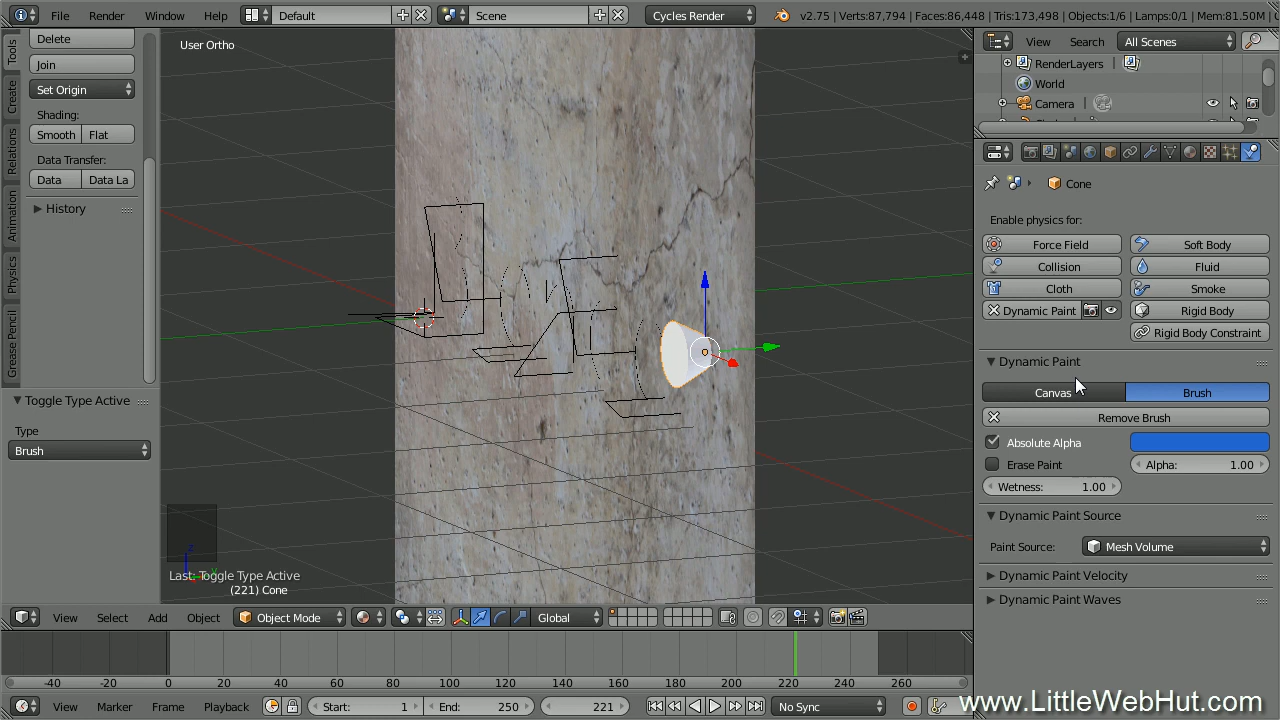 File Render Window Help Default Scene Cycles Render v2.75 | Verts:87,794 | Faces:86,448 | Tris:173,498 | Objects:1/6 | Lamps:0/1 | Mem:81.50M
Tools
Create
Relations
Animation
Physics
Grease Pencil
Delete
Join
Set Origin
Shading:
Smooth Flat
Data Transfer:
Data Data La
History
Toggle Type Active
Type
Brush
User Ortho
Last: Toggle Type Active
(221) Cone
View Select Add Object Object Mode Global
-40 -20 0 20 40 60 80 100 120 140 160 180 200 220 240 260
View Marker Frame Playback Start: 1 End: 250 221 No Sync
View Search All Scenes
RenderLayers
World
Camera
Cone
Enable physics for:
Force Field Soft Body
Collision Fluid
Cloth Smoke
Dynamic Paint Rigid Body
Rigid Body Constraint
Dynamic Paint
Canvas Brush
Remove Brush
Absolute Alpha
Erase Paint Alpha: 1.00
Wetness: 1.00
Dynamic Paint Source
Paint Source: Mesh Volume
Dynamic Paint Velocity
Dynamic Paint Waves
www.LittleWebHut.com